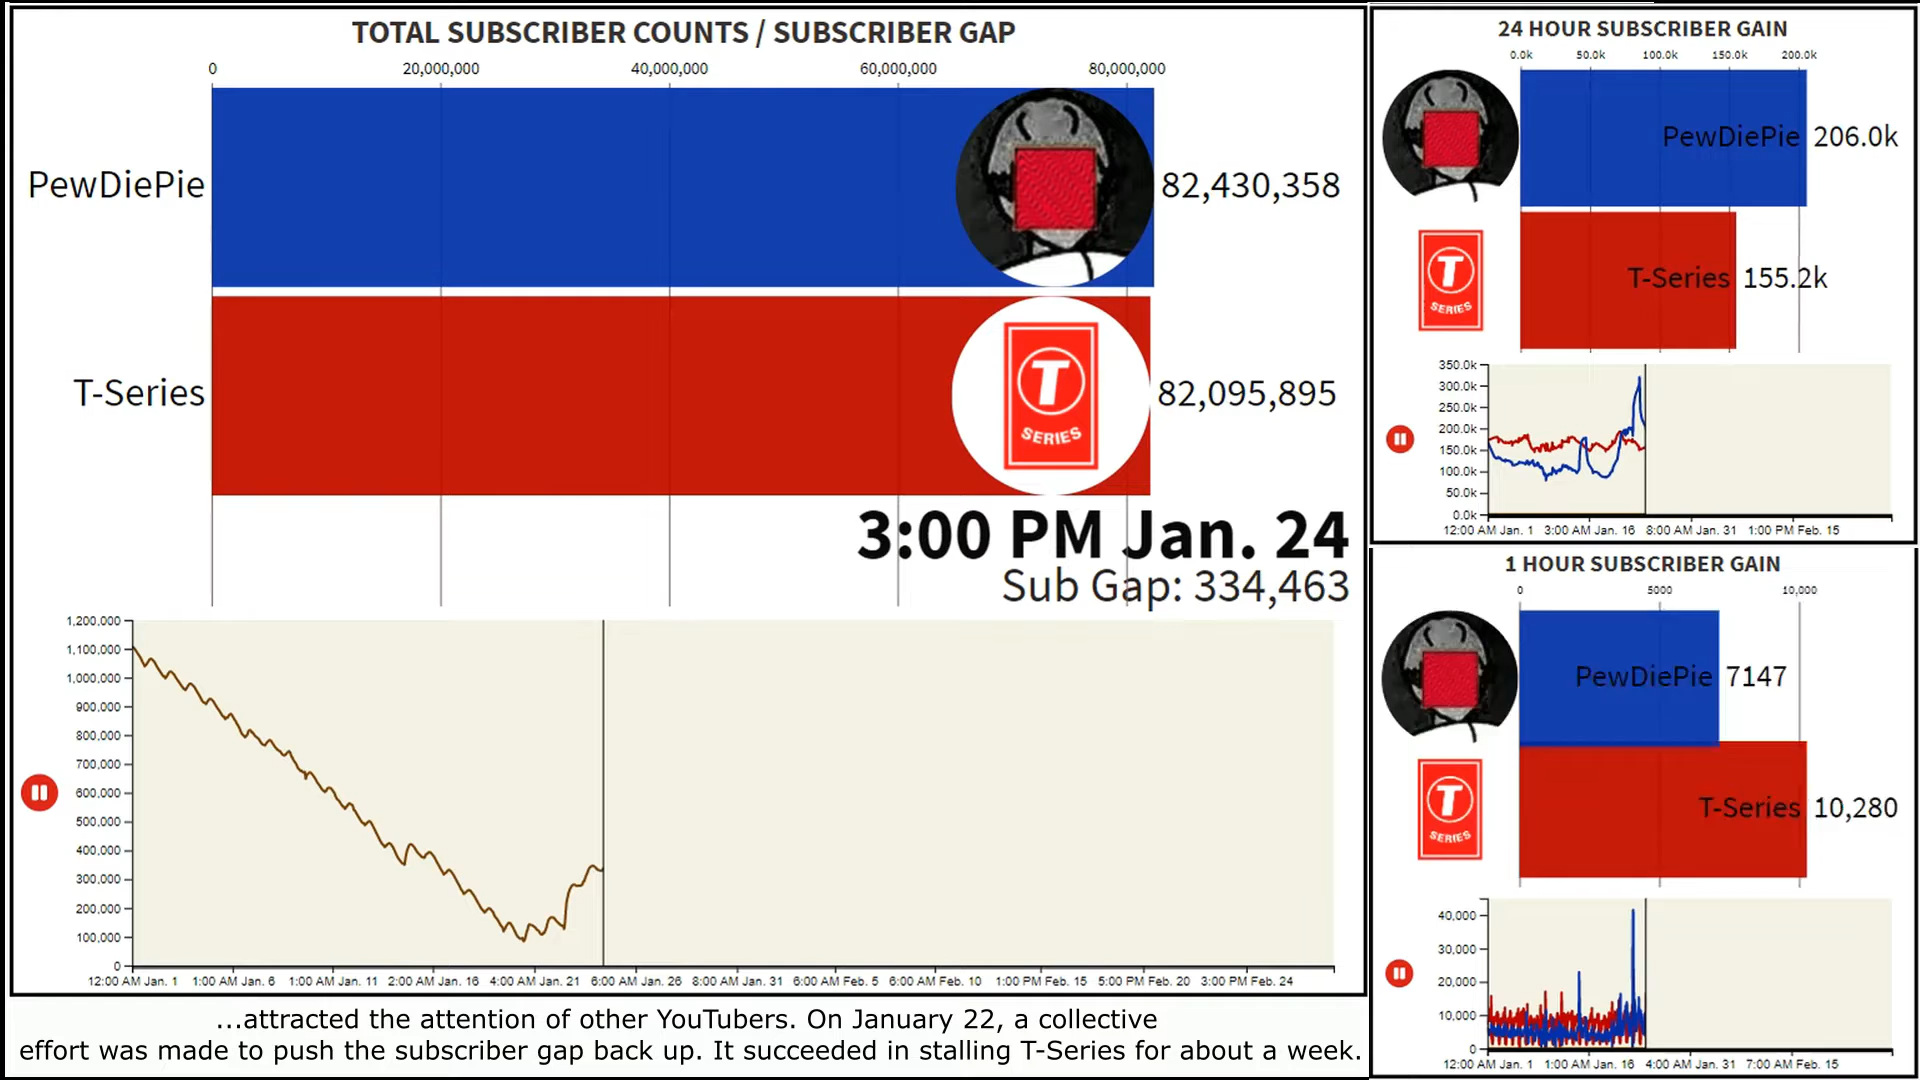 TOTAL SUBSCRIBER COUNTS / SUBSCRIBER GAP
0 20,000,000 40,000,000 60,000,000 80,000,000
PewDiePie 82,430,358
T-Series T SERIES 82,095,895
3:00 PM Jan. 24
Sub Gap: 334,463
1,200,000
1,100,000
1,000,000
900,000
800,000
700,000
600,000
500,000
400,000
300,000
200,000
100,000
0
12:00 AM Jan. 1 1:00 AM Jan. 6 1:00 AM Jan. 11 2:00 AM Jan. 16 4:00 AM Jan. 21 6:00 AM Jan. 26 8:00 AM Jan. 31 6:00 AM Feb. 5 6:00 AM Feb. 10 1:00 PM Feb. 15 5:00 PM Feb. 20 3:00 PM Feb. 24
...attracted the attention of other YouTubers. On January 22, a collective
effort was made to push the subscriber gap back up. It succeeded in stalling T-Series for about a week.
24 HOUR SUBSCRIBER GAIN
0.0k 50.0k 100.0k 150.0k 200.0k
PewDiePie 206.0k
T SERIES T-Series 155.2k
350.0k
300.0k
250.0k
200.0k
150.0k
100.0k
50.0k
0.0k
12:00 AM Jan. 1 3:00 AM Jan. 16 8:00 AM Jan. 31 1:00 PM Feb. 15
1 HOUR SUBSCRIBER GAIN
0 5000 10,000
PewDiePie 7147
T SERIES T-Series 10,280
40,000
30,000
20,000
10,000
0
12:00 AM Jan. 1 1:00 AM Jan. 16 4:00 AM Jan. 31 7:00 AM Feb. 15